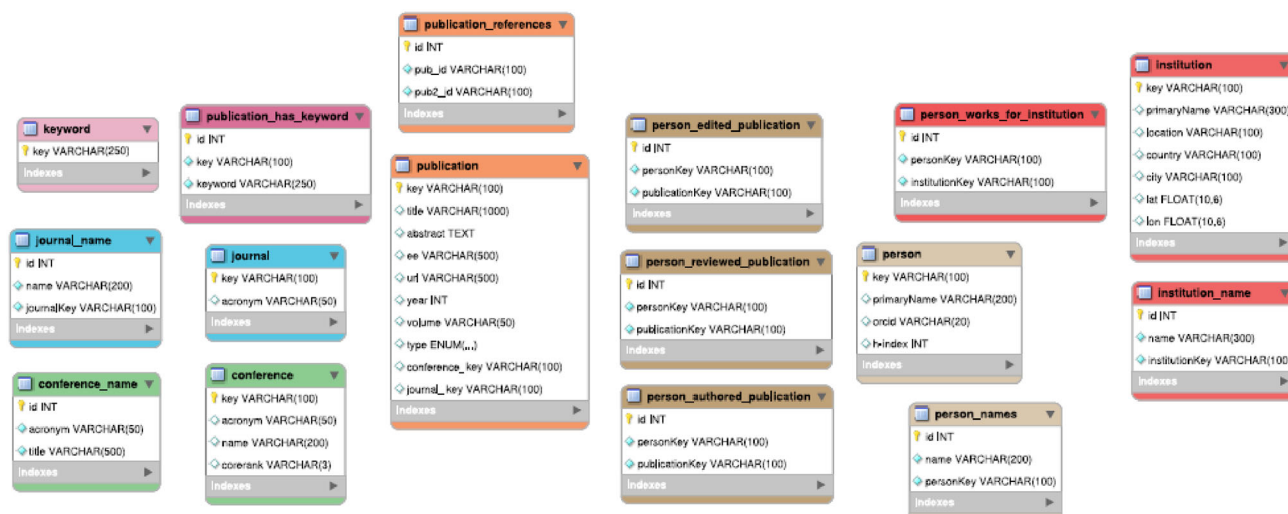 publication_references
id INT
pub_id VARCHAR(100)
pub2_id VARCHAR(100)
Indexes
keyword
key VARCHAR(250)
Indexes
publication_has_keyword
id INT
key VARCHAR(100)
keyword VARCHAR(250)
Indexes
publication
key VARCHAR(100)
title VARCHAR(1000)
abstract TEXT
ee VARCHAR(500)
url VARCHAR(500)
year INT
volume VARCHAR(50)
type ENUM(...)
conference_key VARCHAR(100)
journal_key VARCHAR(100)
Indexes
journal_name
id INT
name VARCHAR(200)
journalKey VARCHAR(100)
Indexes
journal
key VARCHAR(100)
acronym VARCHAR(50)
Indexes
conference_name
id INT
acronym VARCHAR(50)
title VARCHAR(500)
Indexes
conference
key VARCHAR(100)
acronym VARCHAR(50)
name VARCHAR(200)
corerank VARCHAR(3)
Indexes
person_edited_publication
id INT
personKey VARCHAR(100)
publicationKey VARCHAR(100)
Indexes
person_reviewed_publication
id INT
personKey VARCHAR(100)
publicationKey VARCHAR(100)
Indexes
person_authored_publication
id INT
personKey VARCHAR(100)
publicationKey VARCHAR(100)
Indexes
person_works_for_institution
id INT
personKey VARCHAR(100)
institutionKey VARCHAR(100)
Indexes
person
key VARCHAR(100)
primaryName VARCHAR(200)
orcid VARCHAR(20)
h-index INT
Indexes
person_names
id INT
name VARCHAR(200)
personKey VARCHAR(100)
Indexes
institution
key VARCHAR(100)
primaryName VARCHAR(300)
location VARCHAR(100)
country VARCHAR(100)
city VARCHAR(100)
lat FLOAT(10,6)
lon FLOAT(10,6)
Indexes
institution_name
id INT
name VARCHAR(300)
institutionKey VARCHAR(100
Indexes